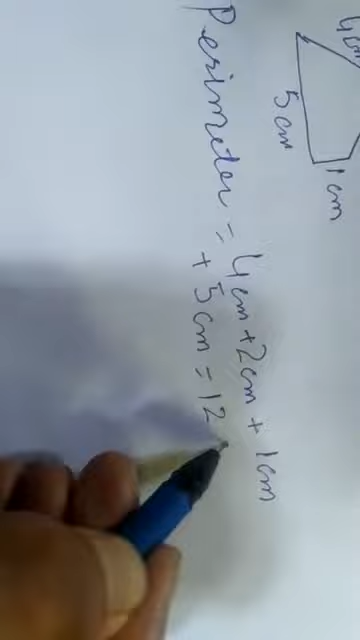 4cm
5cm
1cm
Perimeter = 4cm+2cm+1cm
+5cm=12